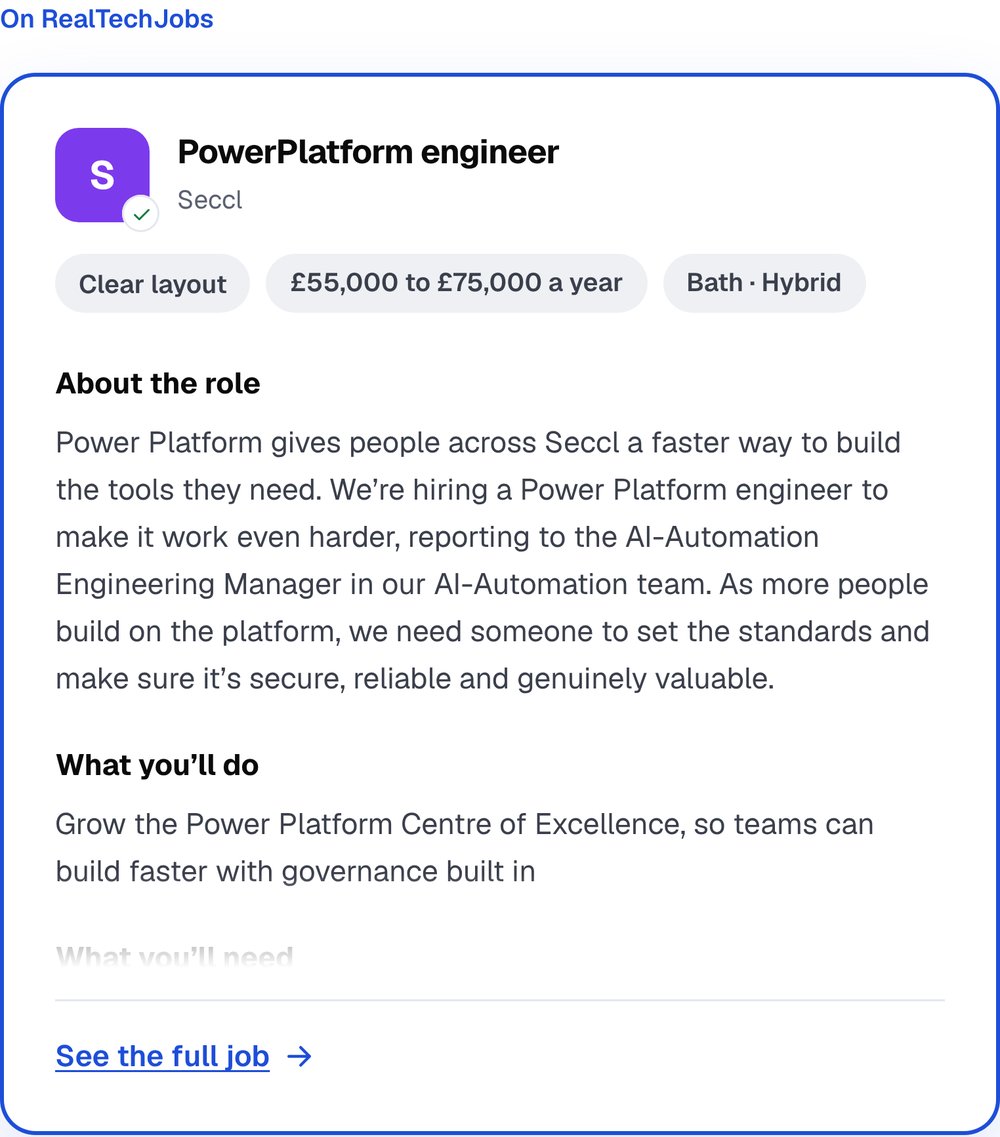 On RealTechJobs
S
PowerPlatform engineer
Seccl
Clear layout
£55,000 to £75,000 a year
Bath · Hybrid
About the role
Power Platform gives people across Seccl a faster way to build
the tools they need. We’re hiring a Power Platform engineer to
make it work even harder, reporting to the AI-Automation
Engineering Manager in our AI-Automation team. As more people
build on the platform, we need someone to set the standards and
make sure it’s secure, reliable and genuinely valuable.
What you’ll do
Grow the Power Platform Centre of Excellence, so teams can
build faster with governance built in
What you’ll need
See the full job →